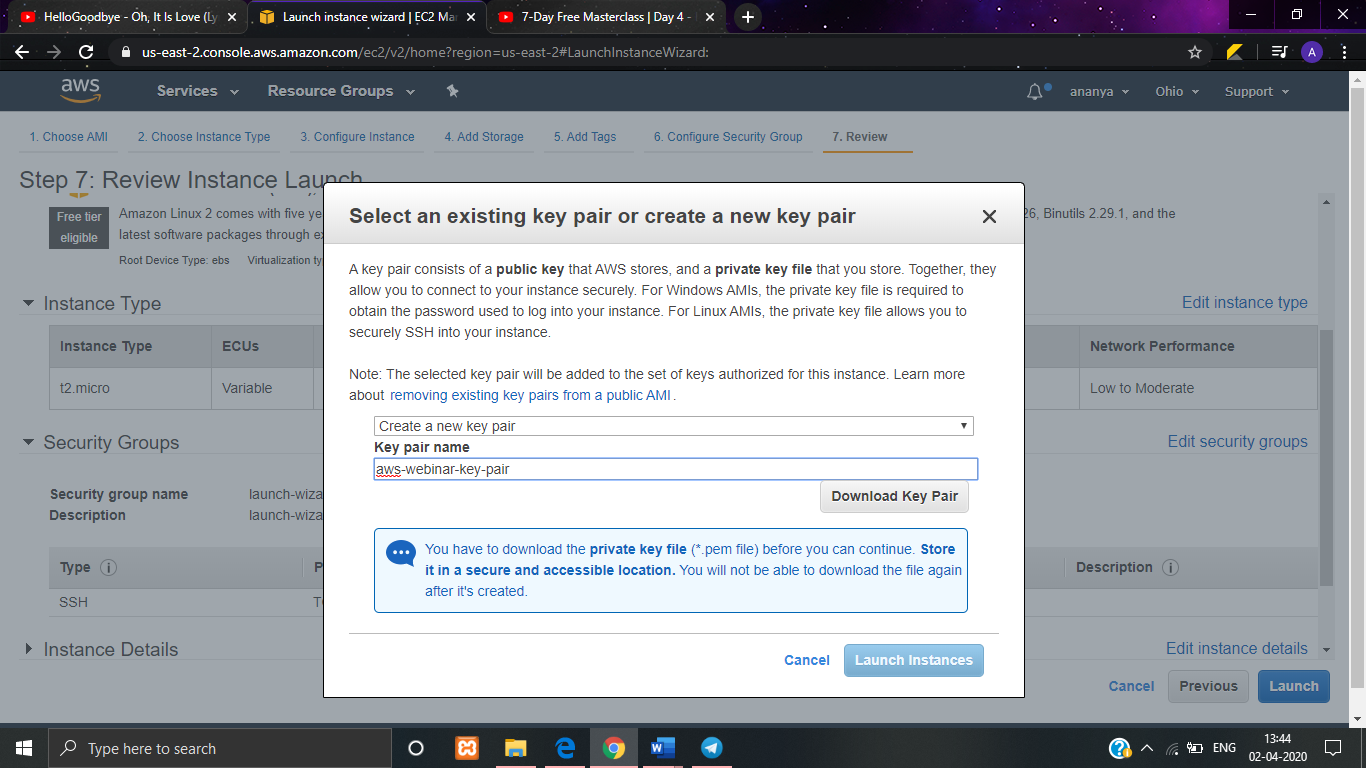 HelloGoodbye - Oh, It Is Love (Ly
Launch instance wizard | EC2 Mar
7-Day Free Masterclass | Day 4 -
us-east-2.console.aws.amazon.com/ec2/v2/home?region=us-east-2#LaunchInstanceWizard:
A
aws
Services
Resource Groups
ananya
Ohio
Support
1. Choose AMI
2. Choose Instance Type
3. Configure Instance
4. Add Storage
5. Add Tags
6. Configure Security Group
7. Review
Step 7: Review Instance Launch
Free tier
eligible
Amazon Linux 2 comes with five ye
26, Binutils 2.29.1, and the
latest software packages through ex
Root Device Type: ebs Virtualization ty
Select an existing key pair or create a new key pair
A key pair consists of a public key that AWS stores, and a private key file that you store. Together, they
allow you to connect to your instance securely. For Windows AMIs, the private key file is required to
obtain the password used to log into your instance. For Linux AMIs, the private key file allows you to
securely SSH into your instance.
Note: The selected key pair will be added to the set of keys authorized for this instance. Learn more
about removing existing key pairs from a public AMI.
Create a new key pair
Key pair name
aws-webinar-key-pair
Download Key Pair
You have to download the private key file (*.pem file) before you can continue. Store
it in a secure and accessible location. You will not be able to download the file again
after it's created.
Cancel
Launch Instances
Instance Type
Edit instance type
Instance Type
ECUs
Network Performance
t2.micro
Variable
Low to Moderate
Security Groups
Edit security groups
Security group name
launch-wiza
Description
launch-wiza
Type
P
Description
SSH
T
Instance Details
Edit instance details
Cancel
Previous
Launch
Type here to search
ENG
13:44
02-04-2020